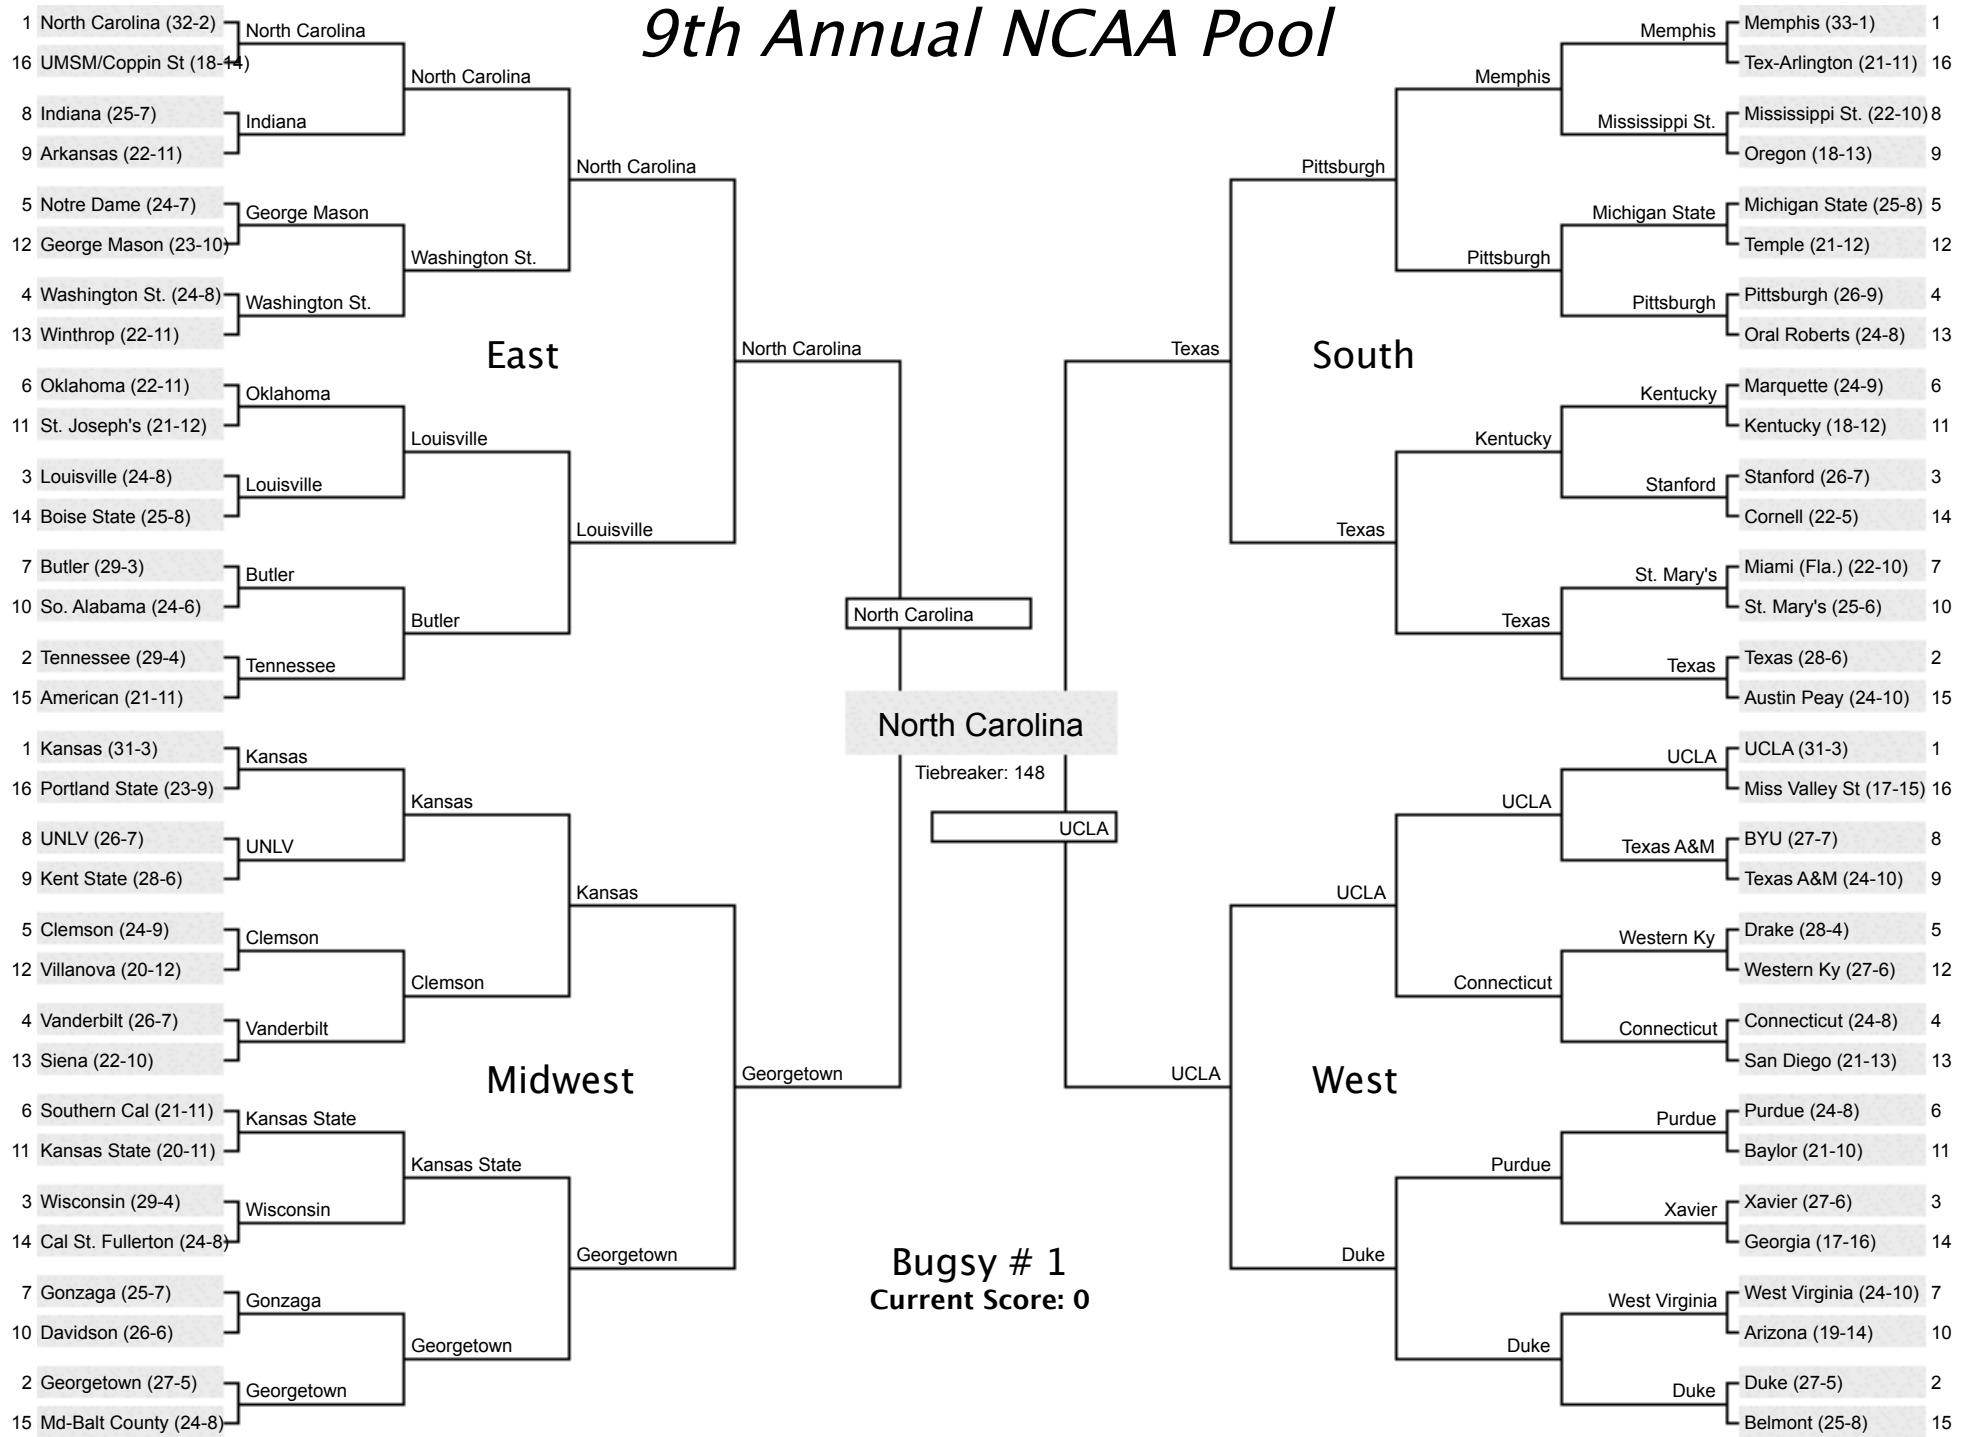 9th Annual NCAA Pool
1 North Carolina (32-2)
16 UMSM/Coppin St (18-14)
8 Indiana (25-7)
9 Arkansas (22-11)
5 Notre Dame (24-7)
12 George Mason (23-10)
4 Washington St. (24-8)
13 Winthrop (22-11)
6 Oklahoma (22-11)
11 St. Joseph's (21-12)
3 Louisville (24-8)
14 Boise State (25-8)
7 Butler (29-3)
10 So. Alabama (24-6)
2 Tennessee (29-4)
15 American (21-11)
North Carolina
Indiana
George Mason
Washington St.
Oklahoma
Louisville
Butler
Tennessee
North Carolina
Washington St.
Louisville
Butler
North Carolina
Louisville
North Carolina
East
1 Kansas (31-3)
16 Portland State (23-9)
8 UNLV (26-7)
9 Kent State (28-6)
5 Clemson (24-9)
12 Villanova (20-12)
4 Vanderbilt (26-7)
13 Siena (22-10)
6 Southern Cal (21-11)
11 Kansas State (20-11)
3 Wisconsin (29-4)
14 Cal St. Fullerton (24-8)
7 Gonzaga (25-7)
10 Davidson (26-6)
2 Georgetown (27-5)
15 Md-Balt County (24-8)
Kansas
UNLV
Clemson
Vanderbilt
Kansas State
Wisconsin
Gonzaga
Georgetown
Kansas
Clemson
Kansas State
Georgetown
Kansas
Georgetown
Georgetown
Midwest
North Carolina
North Carolina
Tiebreaker: 148
UCLA
Bugsy # 1
Current Score: 0
Memphis (33-1) 1
Tex-Arlington (21-11) 16
Mississippi St. (22-10) 8
Oregon (18-13) 9
Michigan State (25-8) 5
Temple (21-12) 12
Pittsburgh (26-9) 4
Oral Roberts (24-8) 13
Marquette (24-9) 6
Kentucky (18-12) 11
Stanford (26-7) 3
Cornell (22-5) 14
Miami (Fla.) (22-10) 7
St. Mary's (25-6) 10
Texas (28-6) 2
Austin Peay (24-10) 15
Memphis
Mississippi St.
Michigan State
Pittsburgh
Kentucky
Stanford
St. Mary's
Texas
Memphis
Pittsburgh
Kentucky
Texas
Pittsburgh
Texas
Texas
South
UCLA (31-3) 1
Miss Valley St (17-15) 16
BYU (27-7) 8
Texas A&M (24-10) 9
Drake (28-4) 5
Western Ky (27-6) 12
Connecticut (24-8) 4
San Diego (21-13) 13
Purdue (24-8) 6
Baylor (21-10) 11
Xavier (27-6) 3
Georgia (17-16) 14
West Virginia (24-10) 7
Arizona (19-14) 10
Duke (27-5) 2
Belmont (25-8) 15
UCLA
Texas A&M
Western Ky
Connecticut
Purdue
Xavier
West Virginia
Duke
UCLA
Connecticut
Purdue
Duke
UCLA
Duke
UCLA
West